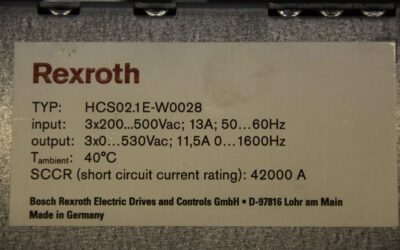 Rexroth
TYP: HCS02.1E-W0028
input: 3x200...500Vac; 13A; 50...60Hz
output: 3x0...530Vac; 11,5A 0...1600Hz
Tambient: 40°C
SCCR (short circuit current rating): 42000 A
Bosch Rexroth Electric Drives and Controls GmbH • D-97816 Lohr am Main
Made in Germany